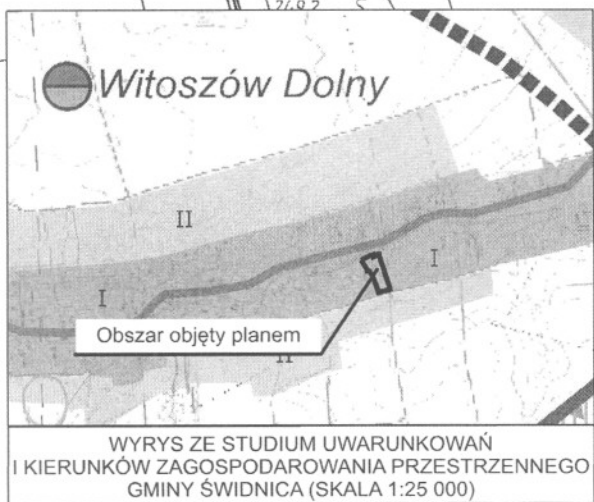 2482
Witoszów Dolny
II
I
I
Obszar objęty planem
II
WYRYS ZE STUDIUM UWARUNKOWAŃ
I KIERUNKÓW ZAGOSPODAROWANIA PRZESTRZENNEGO
GMINY ŚWIDNICA (SKALA 1:25 000)